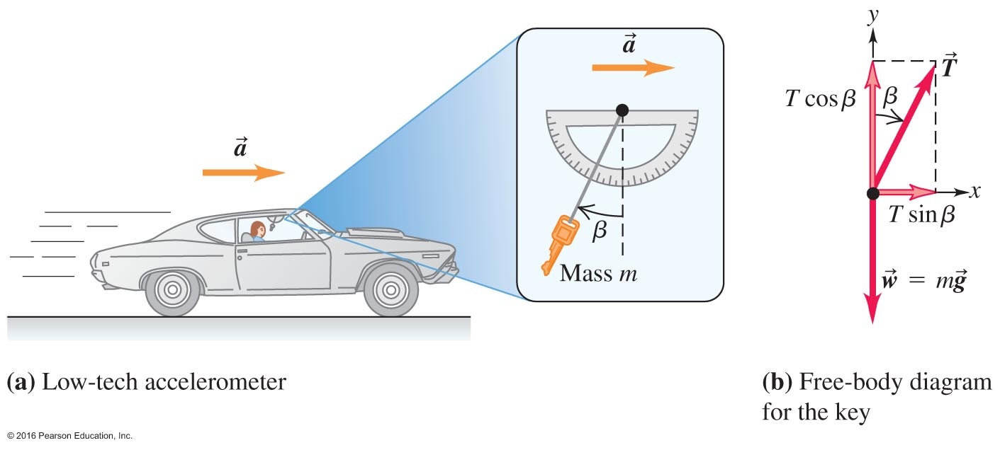 a⃗
a⃗
β
Mass m
y
T⃗
T cos β
β
x
T sin β
w⃗ = mg⃗
(a) Low-tech accelerometer
(b) Free-body diagram
for the key
© 2016 Pearson Education, Inc.